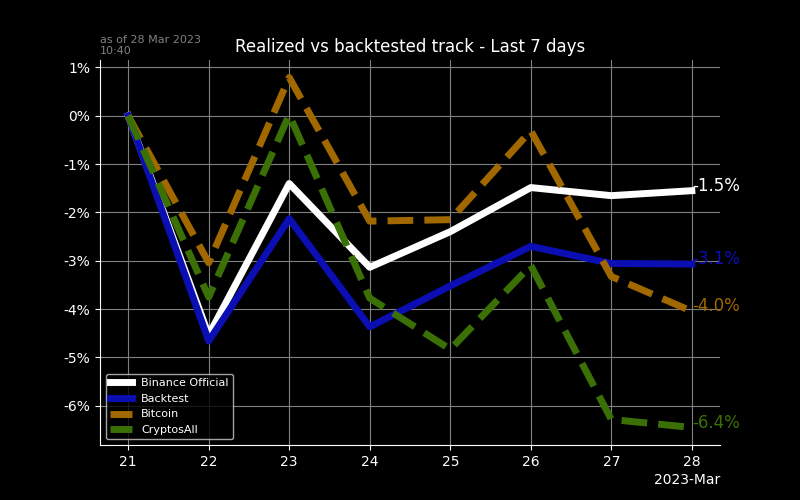 as of 28 Mar 2023
10:40
Realized vs backtested track - Last 7 days
1%
0%
-1%
-2%
-3%
-4%
-5%
-6%
-1.5%
-3.1%
-4.0%
-6.4%
Binance Official
Backtest
Bitcoin
CryptosAll
21 22 23 24 25 26 27 28
2023-Mar